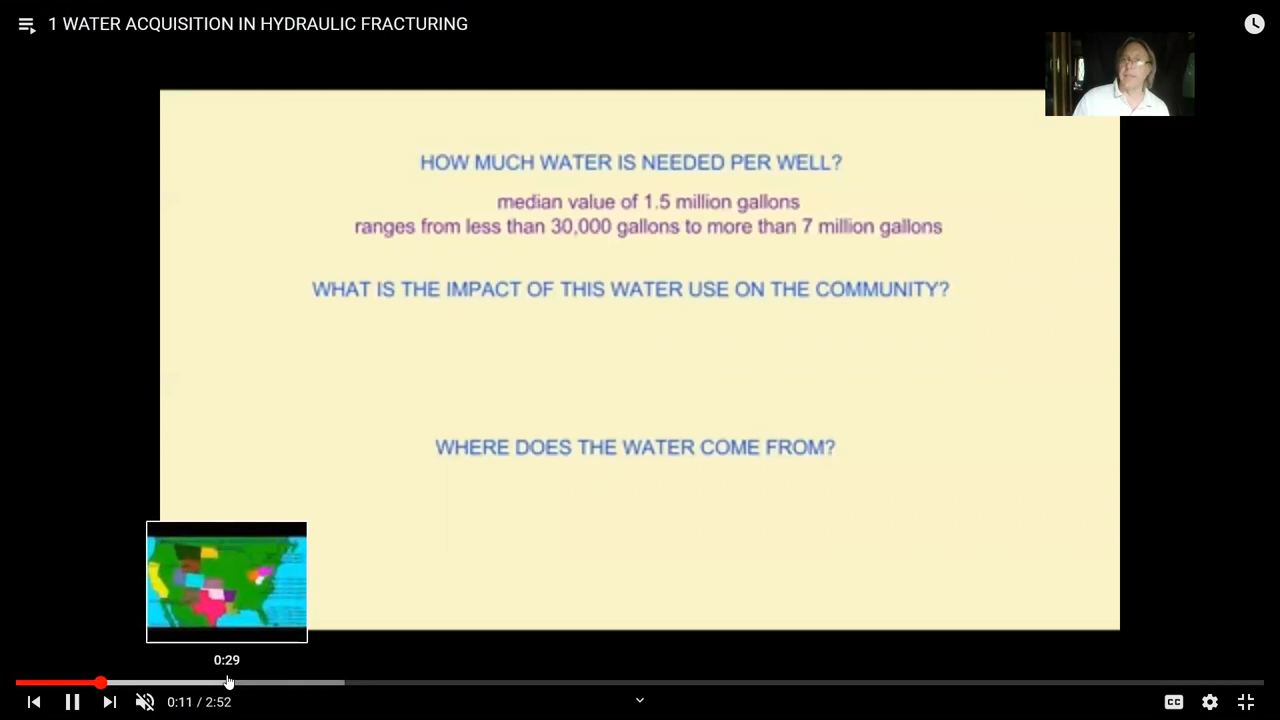 1 WATER ACQUISITION IN HYDRAULIC FRACTURING
HOW MUCH WATER IS NEEDED PER WELL?
median value of 1.5 million gallons
ranges from less than 30,000 gallons to more than 7 million gallons
WHAT IS THE IMPACT OF THIS WATER USE ON THE COMMUNITY?
WHERE DOES THE WATER COME FROM?
0:29
0:11 / 2:52
CC